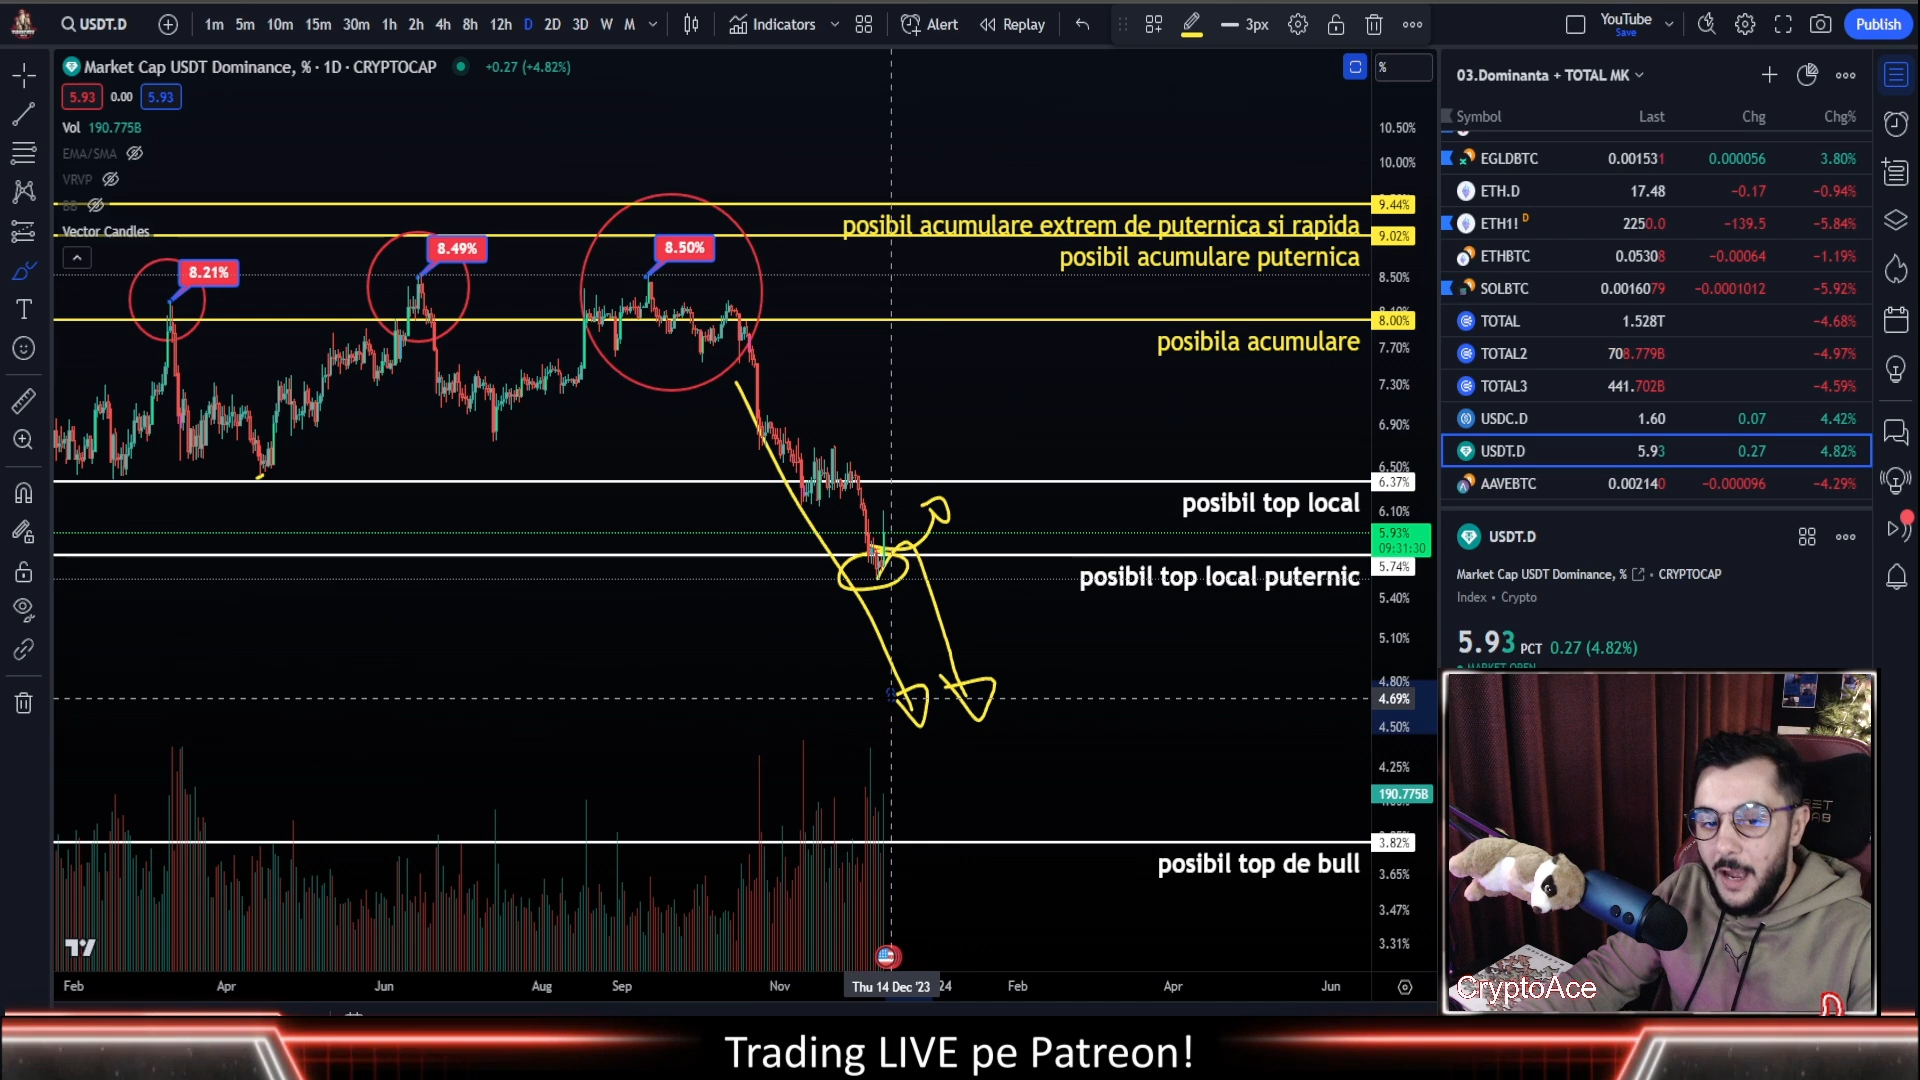 USDT.D
1m 5m 10m 15m 30m 1h 2h 4h 8h 12h D 2D 3D W M
Indicators
Alert
Replay
3px
YouTube
Save
Publish
Market Cap USDT Dominance, % · 1D · CRYPTOCAP
+0.27 (+4.82%)
5.93 0.00 5.93
Vol 190.775B
EMA/SMA
VRVP
BB
Vector Candles
8.21%
8.49%
8.50%
posibil acumulare extrem de puternica si rapida
posibil acumulare puternica
posibila acumulare
posibil top local
posibil top local puternic
posibil top de bull
%
10.50%
10.00%
9.44%
9.02%
8.50%
8.00%
7.70%
7.30%
6.90%
6.50%
6.37%
6.10%
5.93%
09:31:30
5.74%
5.40%
5.10%
4.80%
4.69%
4.50%
4.25%
190.775B
3.82%
3.65%
3.47%
3.31%
Feb Apr Jun Aug Sep Nov Thu 14 Dec '23 24 Feb Apr Jun
03.Dominanta + TOTAL MK
Symbol Last Chg Chg%
EGLDBTC 0.001531 0.000056 3.80%
ETH.D 17.48 −0.17 −0.94%
ETH1! D 2250.0 −139.5 −5.84%
ETHBTC 0.05308 −0.00064 −1.19%
SOLBTC 0.0016079 −0.0001012 −5.92%
TOTAL 1.528T −4.68%
TOTAL2 708.779B −4.97%
TOTAL3 441.702B −4.59%
USDC.D 1.60 0.07 4.42%
USDT.D 5.93 0.27 4.82%
AAVEBTC 0.002140 −0.000096 −4.29%
USDT.D
Market Cap USDT Dominance, % • CRYPTOCAP
Index • Crypto
5.93 PCT 0.27 (4.82%)
MARKET OPEN
CryptoAce
Trading LIVE pe Patreon!